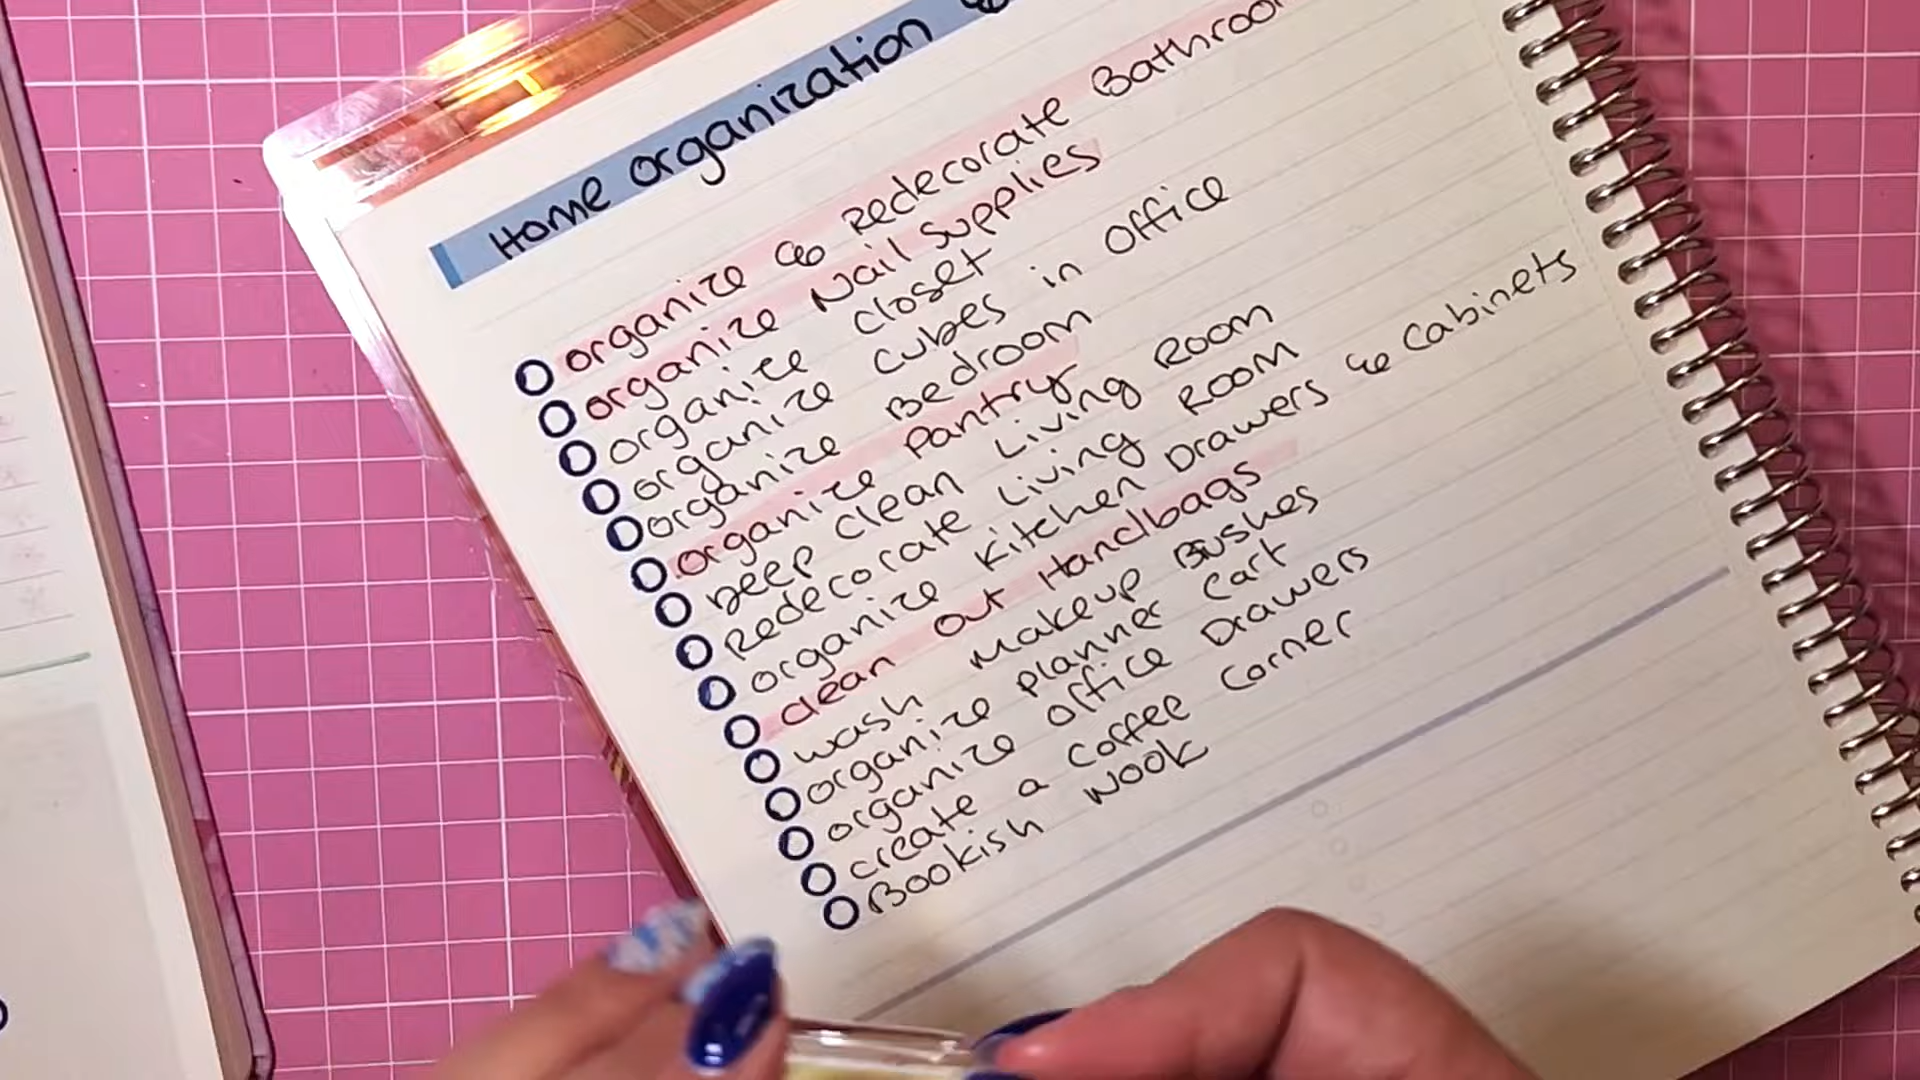 Home organization &
organize & Redecorate Bathroom
organize Nail supplies
organize closet
organize cubes in office
organize Bedroom
organize pantry
Deep clean Living Room
Redecorate Living Room
organize kitchen Drawers & cabinets
clean out Handbags
wash makeup Bushes
organize planner cart
organize office Drawers
create a coffee corner
Bookish Nook